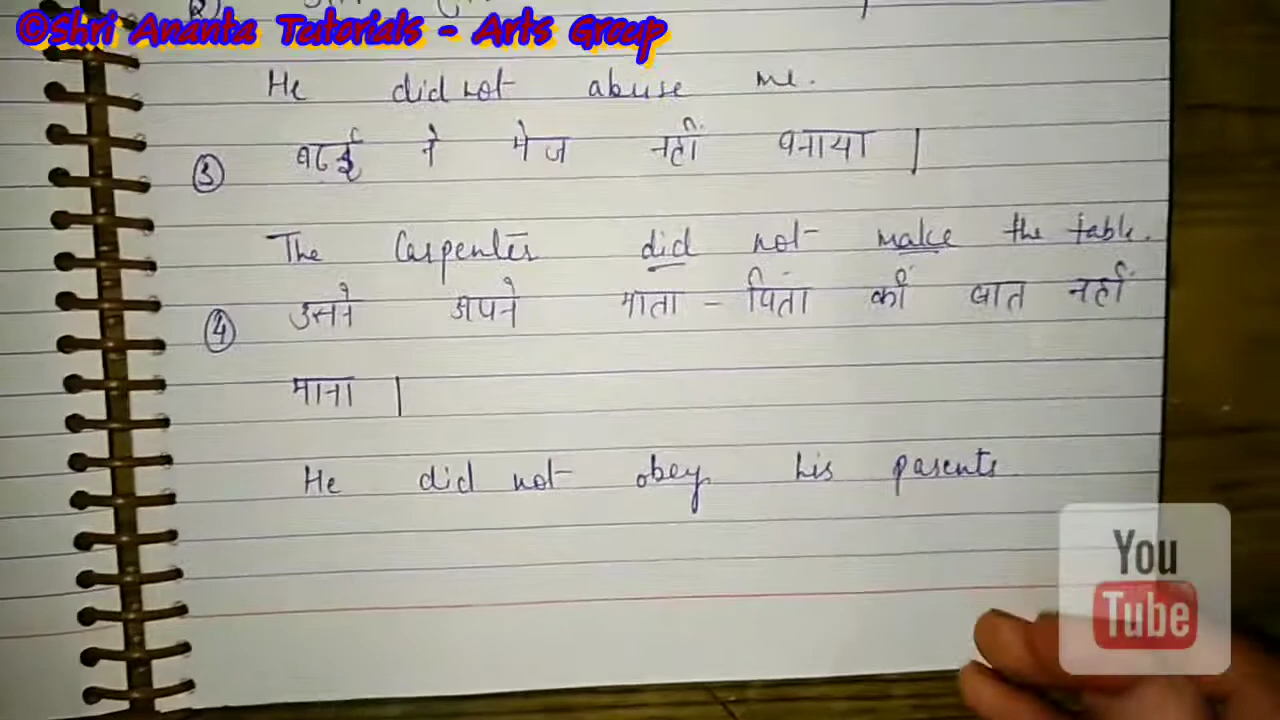 ©Shri Ananta Tutorials - Arts Group
He did not abuse me.
③ बढई ने मेज नहीं बनाया |
The Carpenter did not make the table.
④ उसने अपने माता - पिता की बात नहीं
माना |
He did not obey his parents
You
Tube